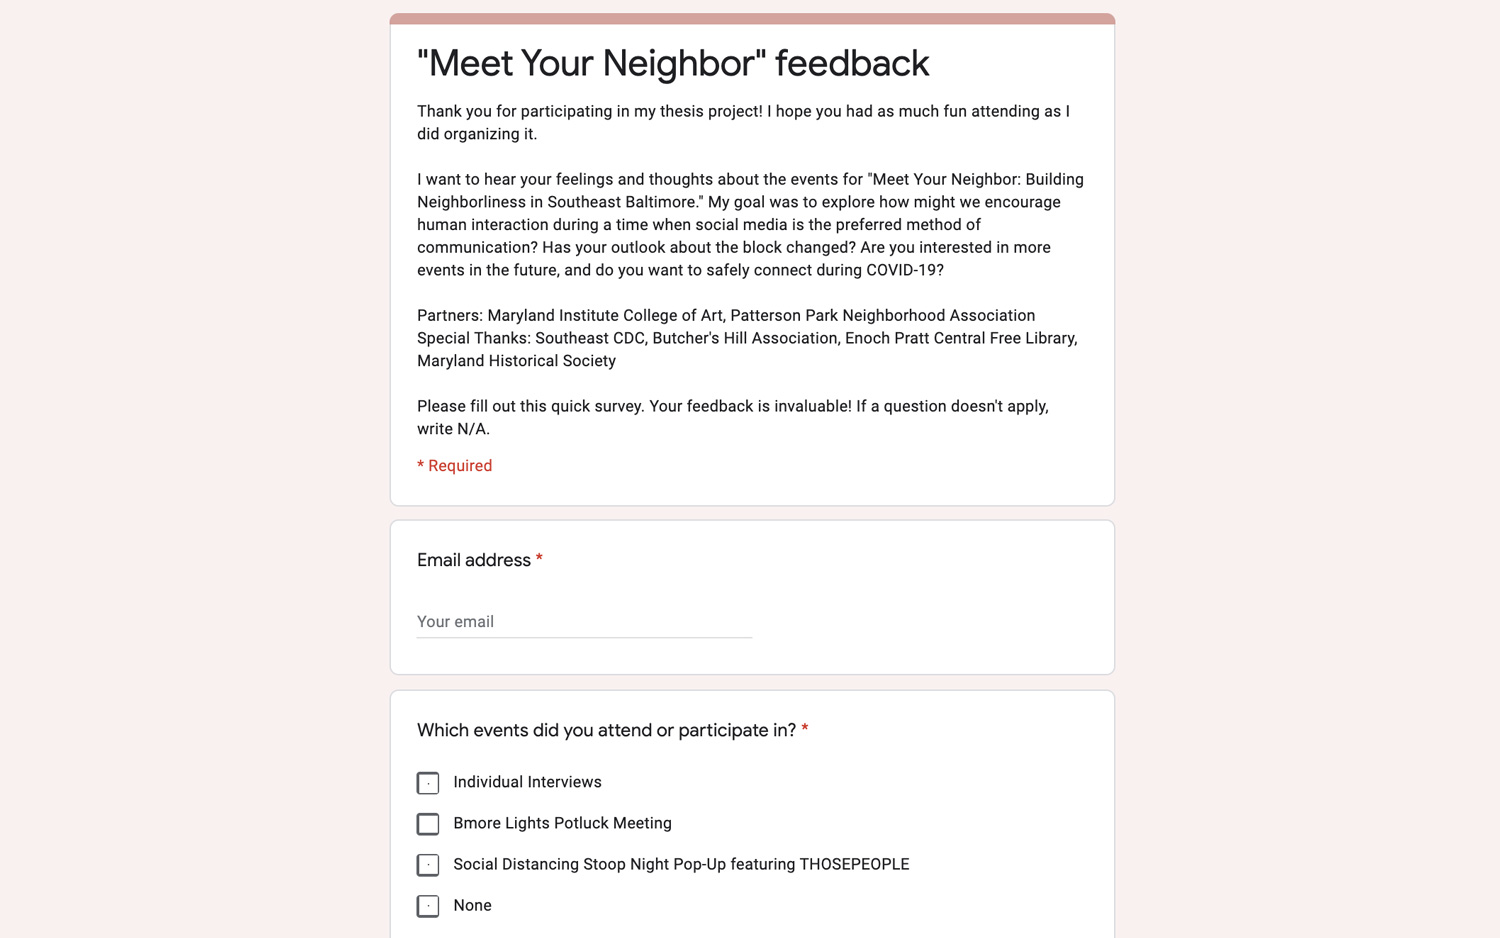 "Meet Your Neighbor" feedback
Thank you for participating in my thesis project! I hope you had as much fun attending as I
did organizing it.
I want to hear your feelings and thoughts about the events for "Meet Your Neighbor: Building
Neighborliness in Southeast Baltimore." My goal was to explore how might we encourage
human interaction during a time when social media is the preferred method of
communication? Has your outlook about the block changed? Are you interested in more
events in the future, and do you want to safely connect during COVID-19?
Partners: Maryland Institute College of Art, Patterson Park Neighborhood Association
Special Thanks: Southeast CDC, Butcher's Hill Association, Enoch Pratt Central Free Library,
Maryland Historical Society
Please fill out this quick survey. Your feedback is invaluable! If a question doesn't apply,
write N/A.
* Required
Email address *
Your email
Which events did you attend or participate in? *
Individual Interviews
Bmore Lights Potluck Meeting
Social Distancing Stoop Night Pop-Up featuring THOSEPEOPLE
None